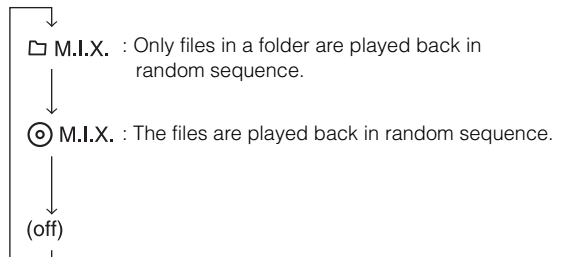 M.I.X. : Only files in a folder are played back in
random sequence.
M.I.X. : The files are played back in random sequence.
(off)